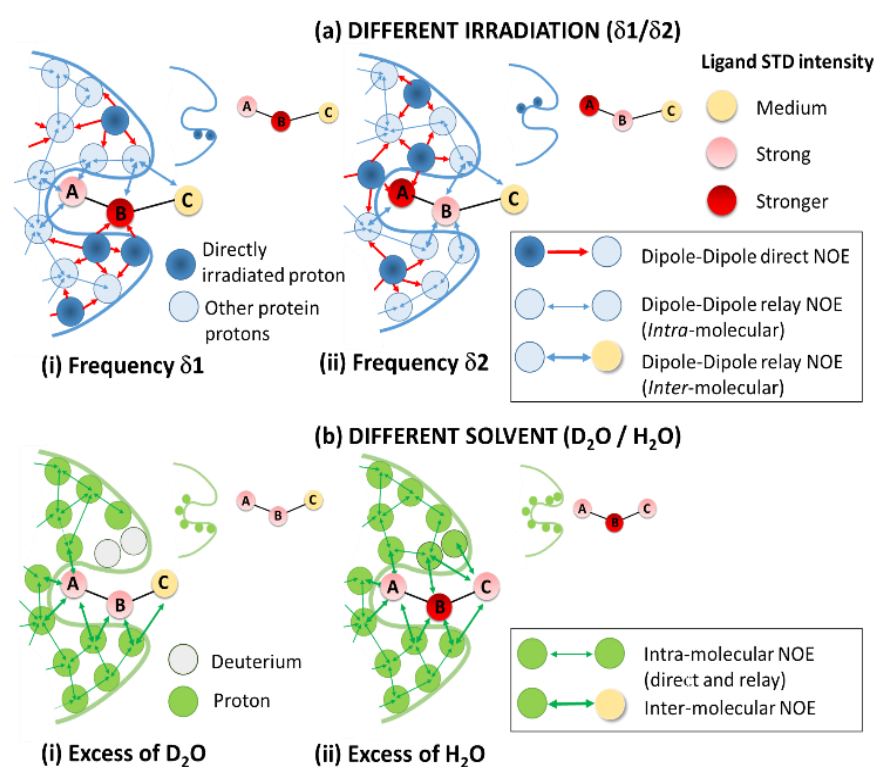 (a) DIFFERENT IRRADIATION (δ1/δ2)
Ligand STD intensity
A
B
C
A
B
C
Medium
Strong
Stronger
A
B
C
A
B
C
Directly
irradiated proton
Other protein
protons
Dipole-Dipole direct NOE
Dipole-Dipole relay NOE
(Intra-molecular)
Dipole-Dipole relay NOE
(Inter-molecular)
(i) Frequency δ1
(ii) Frequency δ2
(b) DIFFERENT SOLVENT (D₂O / H₂O)
A
B
C
A
B
C
A
B
C
A
B
C
Deuterium
Proton
Intra-molecular NOE
(direct and relay)
Inter-molecular NOE
(i) Excess of D₂O
(ii) Excess of H₂O